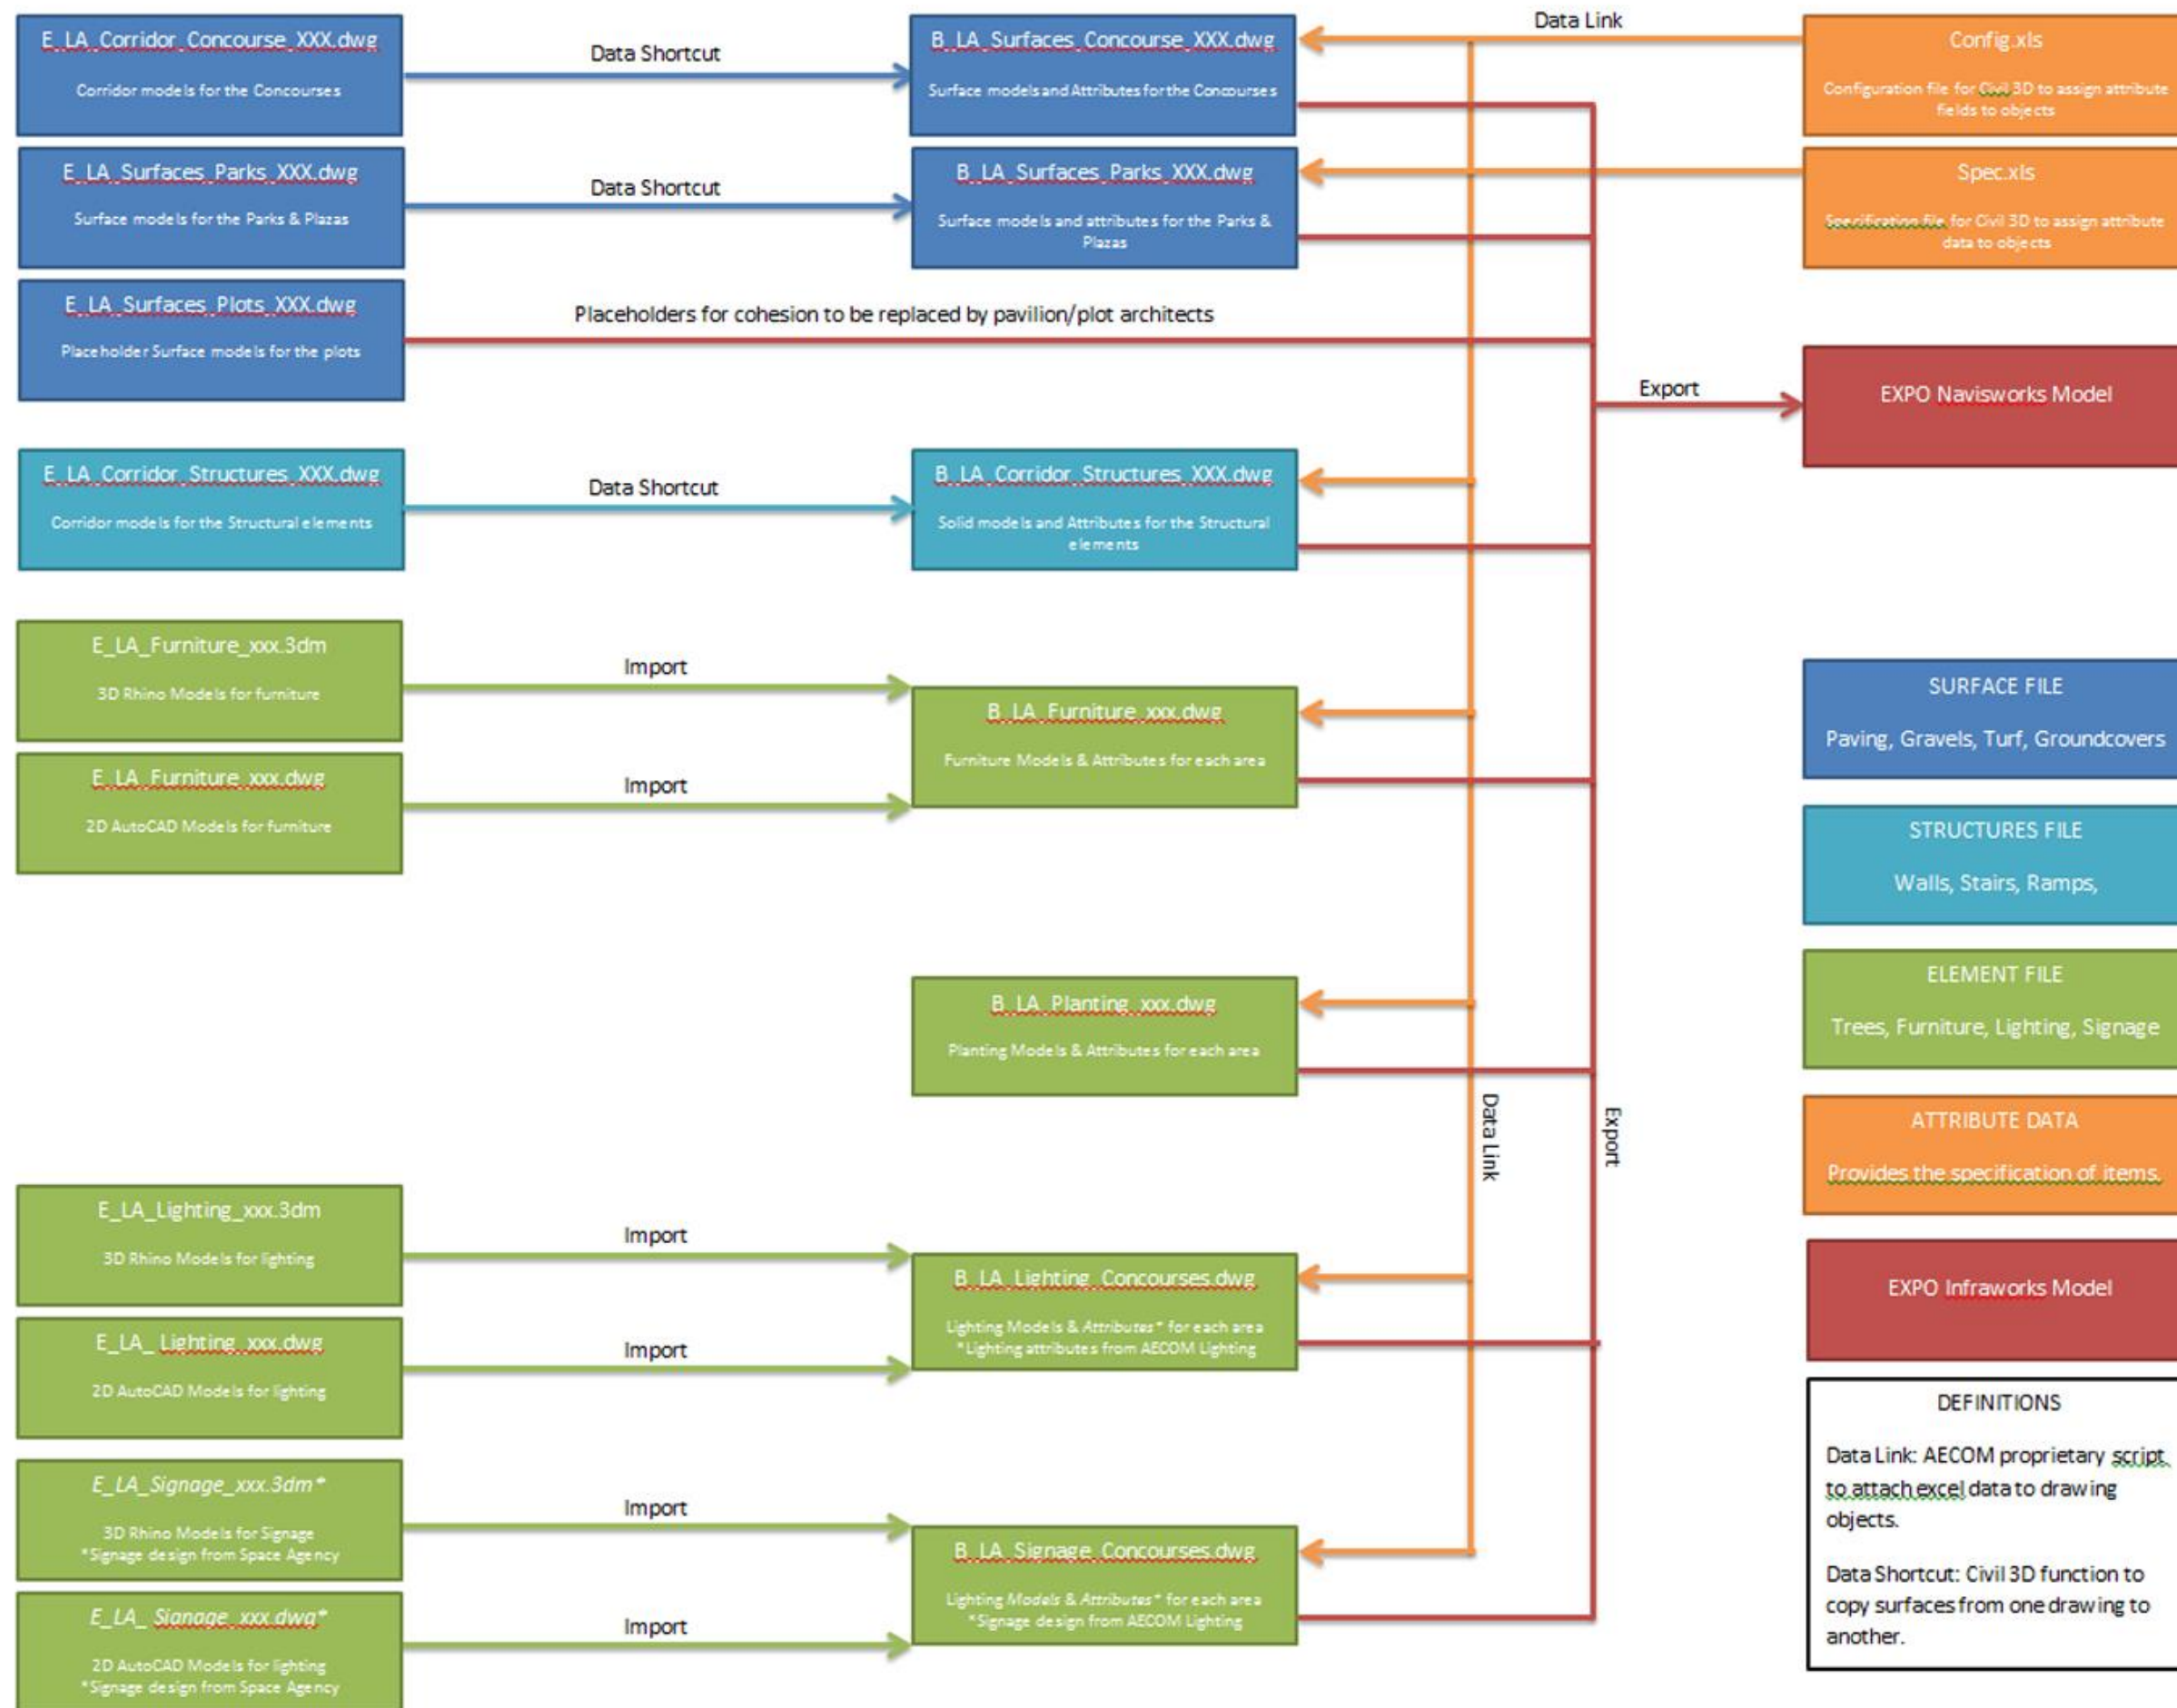 E_LA_Corridor_Concourse_XXX.dwg
Corridor models for the Concourses
Data Shortcut
B_LA_Surfaces_Concourse_XXX.dwg
Surface models and Attributes for the Concourses
Data Link
Config.xls
Configuration file for Civil 3D to assign attribute
fields to objects
E_LA_Surfaces_Parks_XXX.dwg
Surface models for the Parks & Plazas
Data Shortcut
B_LA_Surfaces_Parks_XXX.dwg
Surface models and attributes for the Parks &
Plazas
Spec.xls
Specification file for Civil 3D to assign attribute
data to objects
E_LA_Surfaces_Plots_XXX.dwg
Placeholder Surface models for the plots
Placeholders for cohesion to be replaced by pavilion/plot architects
Export
EXPO Navisworks Model
E_LA_Corridor_Structures_XXX.dwg
Corridor models for the Structural elements
Data Shortcut
B_LA_Corridor_Structures_XXX.dwg
Solid models and Attributes for the Structural
elements
E_LA_Furniture_xxx.3dm
3D Rhino Models for furniture
Import
E_LA_Furniture_xxx.dwg
2D AutoCAD Models for furniture
Import
B_LA_Furniture_xxx.dwg
Furniture Models & Attributes for each area
B_LA_Planting_xxx.dwg
Planting Models & Attributes for each area
Data Link
Export
E_LA_Lighting_xxx.3dm
3D Rhino Models for lighting
Import
E_LA_ Lighting_xxx.dwg
2D AutoCAD Models for lighting
Import
B_LA_Lighting_Concourses.dwg
Lighting Models & Attributes* for each area
*Lighting attributes from AECOM Lighting
E_LA_Signage_xxx.3dm*
3D Rhino Models for Signage
*Signage design from Space Agency
Import
E_LA_ Signage_xxx.dwg*
2D AutoCAD Models for lighting
*Signage design from Space Agency
Import
B_LA_Signage_Concourses.dwg
Lighting Models & Attributes* for each area
*Signage design from AECOM Lighting
SURFACE FILE
Paving, Gravels, Turf, Groundcovers
STRUCTURES FILE
Walls, Stairs, Ramps,
ELEMENT FILE
Trees, Furniture, Lighting, Signage
ATTRIBUTE DATA
Provides the specification of items.
EXPO Infraworks Model
DEFINITIONS
Data Link: AECOM proprietary script
to attach excel data to drawing
objects.
Data Shortcut: Civil 3D function to
copy surfaces from one drawing to
another.